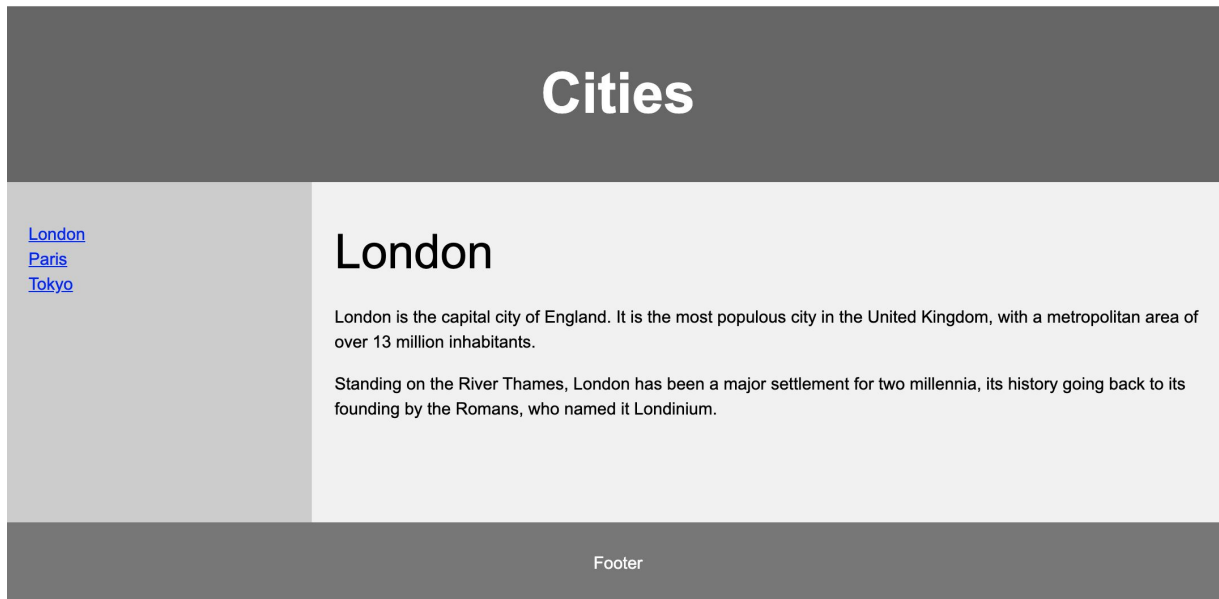 Cities
London
Paris
Tokyo
London
London is the capital city of England. It is the most populous city in the United Kingdom, with a metropolitan area of
over 13 million inhabitants.
Standing on the River Thames, London has been a major settlement for two millennia, its history going back to its
founding by the Romans, who named it Londinium.
Footer